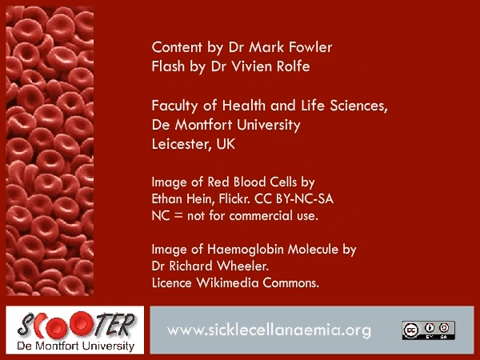 Content by Dr Mark Fowler
Flash by Dr Vivien Rolfe
Faculty of Health and Life Sciences,
De Montfort University
Leicester, UK
Image of Red Blood Cells by
Ethan Hein, Flickr. CC BY-NC-SA
NC = not for commercial use.
Image of Haemoglobin Molecule by
Dr Richard Wheeler.
Licence Wikimedia Commons.
SCOOTER
De Montfort University
www.sicklecellanaemia.org
cc
BY SA